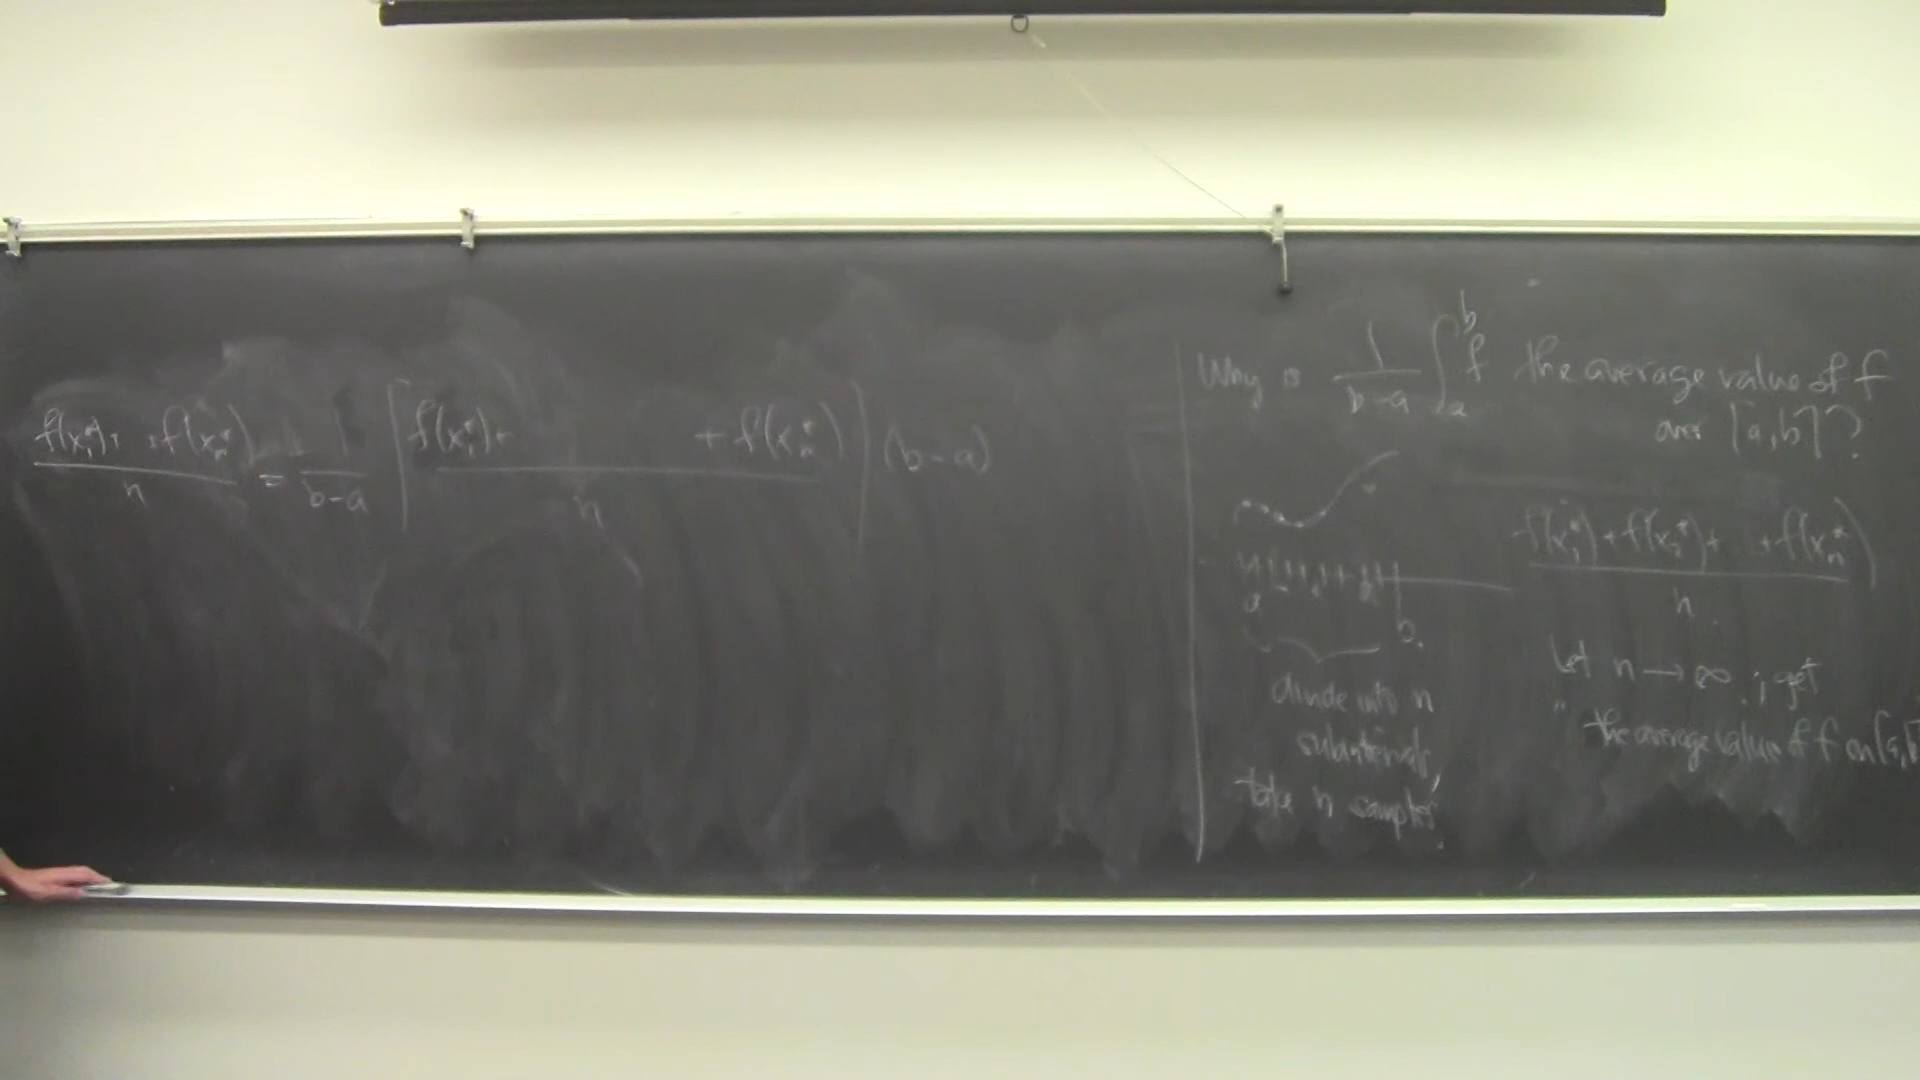 f(x₁*)+ +f(xₙ*) / n = 1/(b-a) [ f(x₁*)+ + f(xₙ*) / n ] (b-a)
Why is 1/(b-a) ∫ₐᵇ f the average value of f
over [a,b]?
f(x₁*)+f(x₂*)+ +f(xₙ*) / n
a b
divide into n
subintervals,
take n samples
Let n → ∞; get
" the average value of f on [a,b]